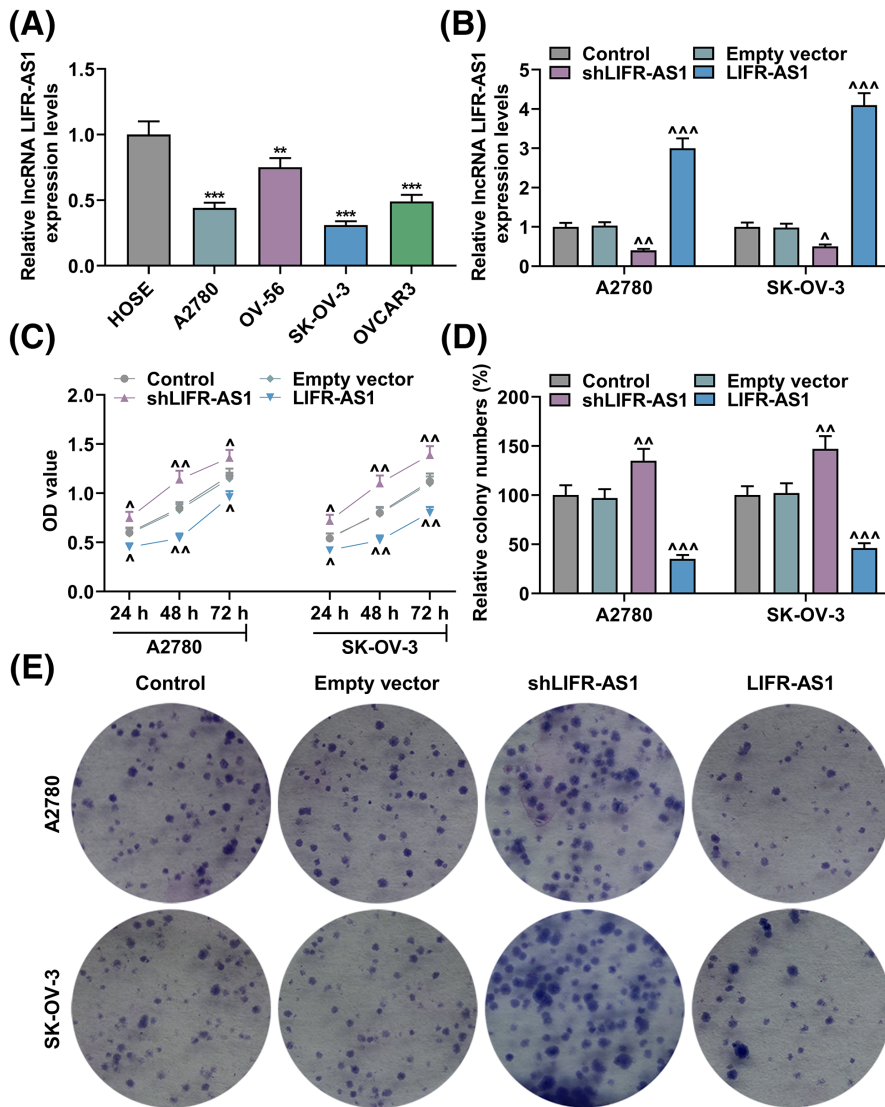 (A)
Relative lncRNA LIFR-AS1
expression levels
1.5
1.0
0.5
0.0
***
**
***
***
HOSE
A2780
OV-56
SK-OV-3
OVCAR3
(B)
Control
Empty vector
shLIFR-AS1
LIFR-AS1
Relative lncRNA LIFR-AS1
expression levels
5
4
3
2
1
0
^^
^^^
^
^^^
A2780
SK-OV-3
(C)
Control
Empty vector
shLIFR-AS1
LIFR-AS1
OD value
2.0
1.5
1.0
0.5
0.0
^
^^
^
^
^^
^
^
^^
^^
^
^^
^^
24 h 48 h 72 h
24 h 48 h 72 h
A2780
SK-OV-3
(D)
Control
Empty vector
shLIFR-AS1
LIFR-AS1
Relative colony numbers (%)
200
150
100
50
0
^^
^^^
^^
^^^
A2780
SK-OV-3
(E)
Control
Empty vector
shLIFR-AS1
LIFR-AS1
A2780
SK-OV-3